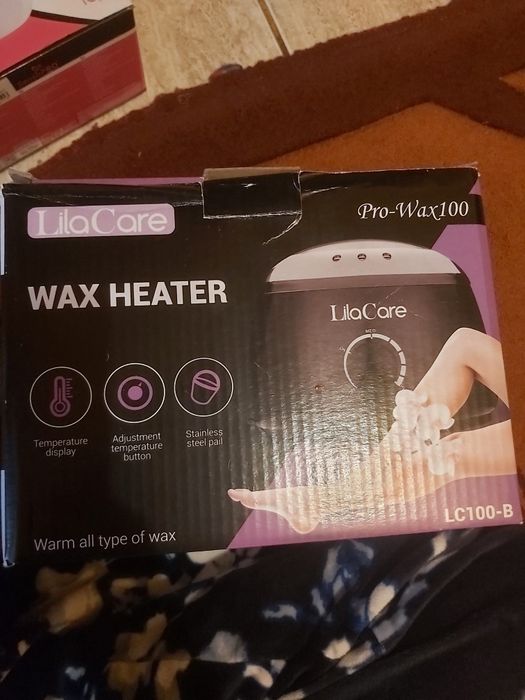 LilaCare
Pro-Wax100
WAX HEATER
LilaCare
MED
Temperature
display
Adjustment
temperature
button
Stainless
steel pail
LC100-B
Warm all type of wax